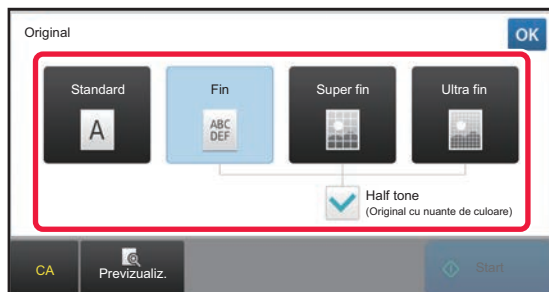 Original
OK
Standard
Fin
Super fin
Ultra fin
A
ABC
DEF
Half tone
(Original cu nuante de culoare)
CA
Previzualiz.
Start